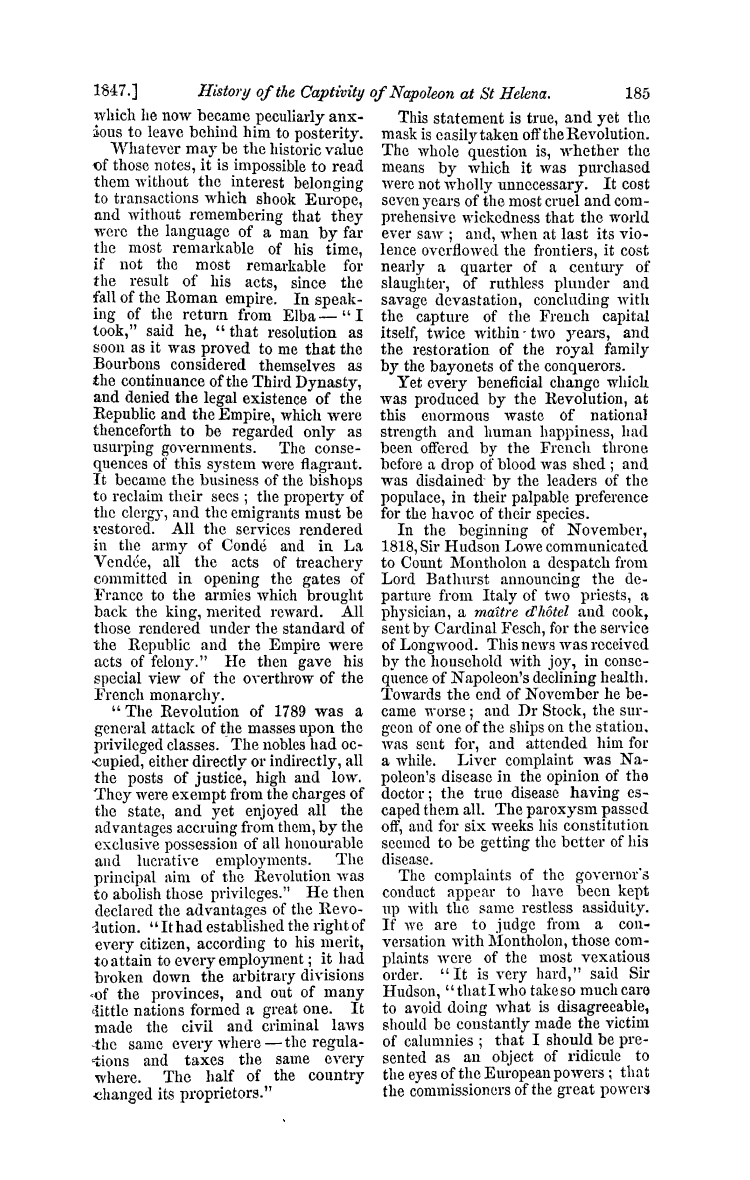 1847.] History of the Captivity of Napoleon at St Helena. 185
which he now became peculiarly anx-
ious to leave behind him to posterity.
Whatever may be the historic value
of those notes, it is impossible to read
them without the interest belonging
to transactions which shook Europe,
and without remembering that they
were the language of a man by far
the most remarkable of his time,
if not the most remarkable for
the result of his acts, since the
fall of the Roman empire. In speak-
ing of the return from Elba—"I
took," said he, "that resolution as
soon as it was proved to me that the
Bourbons considered themselves as
the continuance of the Third Dynasty,
and denied the legal existence of the
Republic and the Empire, which were
thenceforth to be regarded only as
usurping governments. The conse-
quences of this system were flagrant.
It became the business of the bishops
to reclaim their sees; the property of
the clergy, and the emigrants must be
restored. All the services rendered
in the army of Condé and in La
Vendée, all the acts of treachery
committed in opening the gates of
France to the armies which brought
back the king, merited reward. All
those rendered under the standard of
the Republic and the Empire were
acts of felony." He then gave his
special view of the overthrow of the
French monarchy.
"The Revolution of 1789 was a
general attack of the masses upon the
privileged classes. The nobles had oc-
cupied, either directly or indirectly, all
the posts of justice, high and low.
They were exempt from the charges of
the state, and yet enjoyed all the
advantages accruing from them, by the
exclusive possession of all honourable
and lucrative employments. The
principal aim of the Revolution was
to abolish those privileges." He then
declared the advantages of the Revo-
lution. "It had established the right of
every citizen, according to his merit,
to attain to every employment; it had
broken down the arbitrary divisions
of the provinces, and out of many
little nations formed a great one. It
made the civil and criminal laws
the same every where—the regula-
tions and taxes the same every
where. The half of the country
changed its proprietors."
This statement is true, and yet the
mask is easily taken off the Revolution.
The whole question is, whether the
means by which it was purchased
were not wholly unnecessary. It cost
seven years of the most cruel and com-
prehensive wickedness that the world
ever saw; and, when at last its vio-
lence overflowed the frontiers, it cost
nearly a quarter of a century of
slaughter, of ruthless plunder and
savage devastation, concluding with
the capture of the French capital
itself, twice within two years, and
the restoration of the royal family
by the bayonets of the conquerors.
Yet every beneficial change which
was produced by the Revolution, at
this enormous waste of national
strength and human happiness, had
been offered by the French throne
before a drop of blood was shed; and
was disdained by the leaders of the
populace, in their palpable preference
for the havoc of their species.
In the beginning of November,
1818, Sir Hudson Lowe communicated
to Count Montholon a despatch from
Lord Bathurst announcing the de-
parture from Italy of two priests, a
physician, a maître d'hôtel and cook,
sent by Cardinal Fesch, for the service
of Longwood. This news was received
by the household with joy, in conse-
quence of Napoleon's declining health.
Towards the end of November he be-
came worse; and Dr Stock, the sur-
geon of one of the ships on the station,
was sent for, and attended him for
a while. Liver complaint was Na-
poleon's disease in the opinion of the
doctor; the true disease having es-
caped them all. The paroxysm passed
off, and for six weeks his constitution
seemed to be getting the better of his
disease.
The complaints of the governor's
conduct appear to have been kept
up with the same restless assiduity.
If we are to judge from a con-
versation with Montholon, those com-
plaints were of the most vexatious
order. "It is very hard," said Sir
Hudson, "that I who take so much care
to avoid doing what is disagreeable,
should be constantly made the victim
of calumnies; that I should be pre-
sented as an object of ridicule to
the eyes of the European powers; that
the commissioners of the great powers